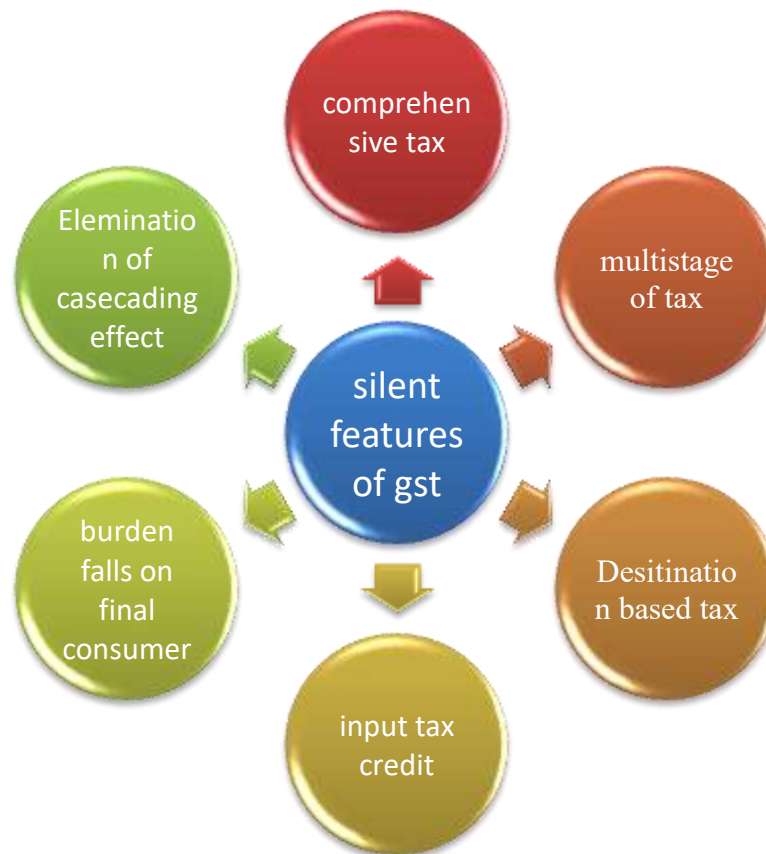 comprehen
sive tax
multistage
of tax
Desitinatio
n based tax
input tax
credit
burden
falls on
final
consumer
Eleminatio
n of
casecading
effect
silent
features
of gst